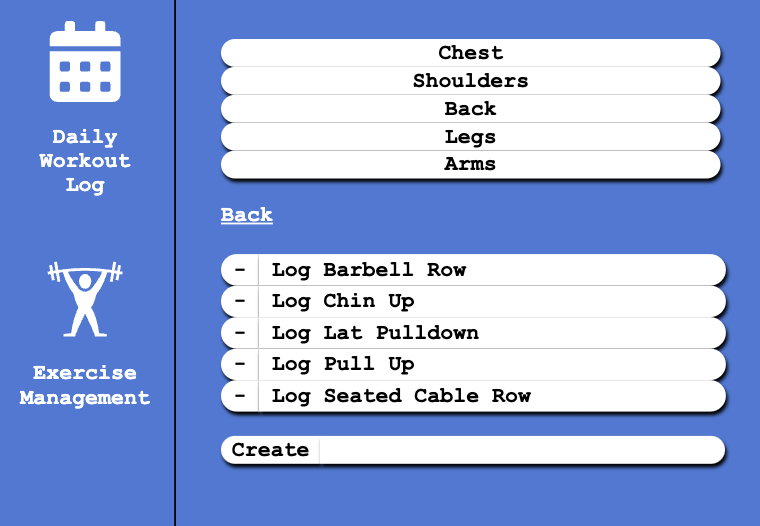 Daily
Workout
Log
Exercise
Management
Chest
Shoulders
Back
Legs
Arms
Back
- Log Barbell Row
- Log Chin Up
- Log Lat Pulldown
- Log Pull Up
- Log Seated Cable Row
Create